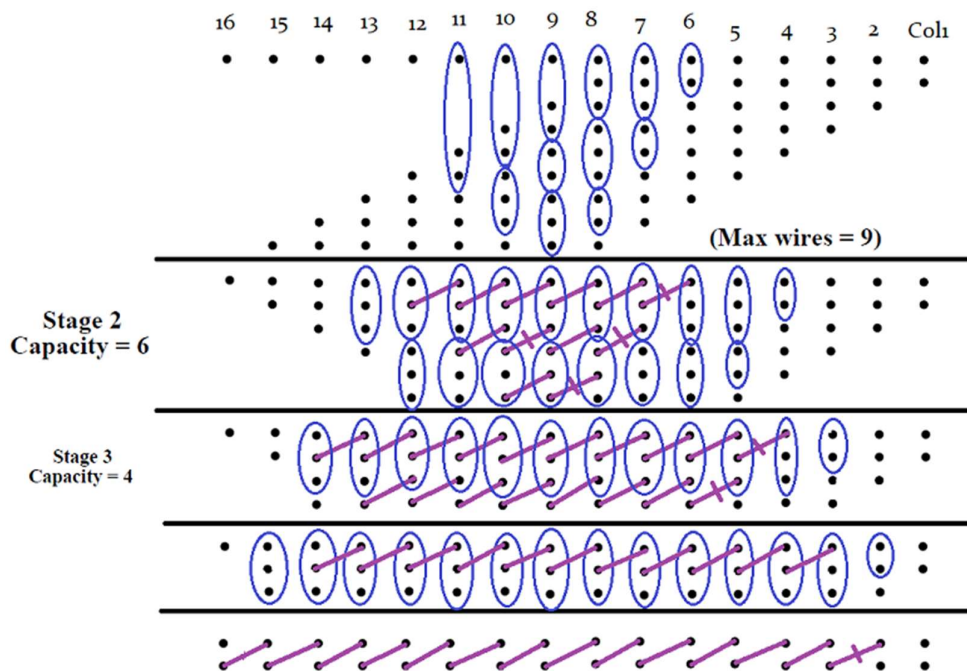 16 15 14 13 12 11 10 9 8 7 6 5 4 3 2 Col1
(Max wires = 9)
Stage 2
Capacity = 6
Stage 3
Capacity = 4